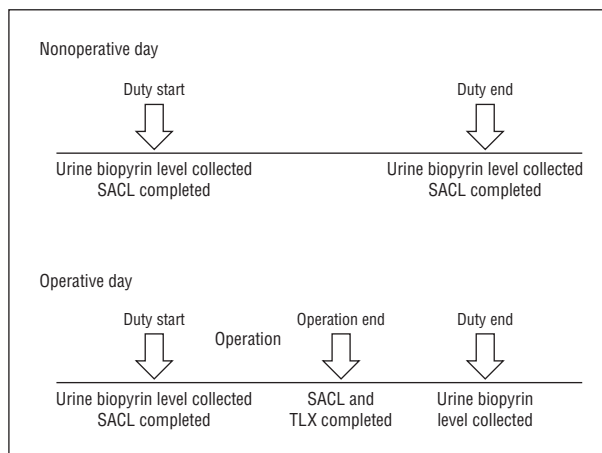 Nonoperative day
Duty start
Duty end
Urine biopyrin level collected
SACL completed
Urine biopyrin level collected
SACL completed
Operative day
Duty start
Operation
Operation end
Duty end
Urine biopyrin level collected
SACL completed
SACL and
TLX completed
Urine biopyrin
level collected